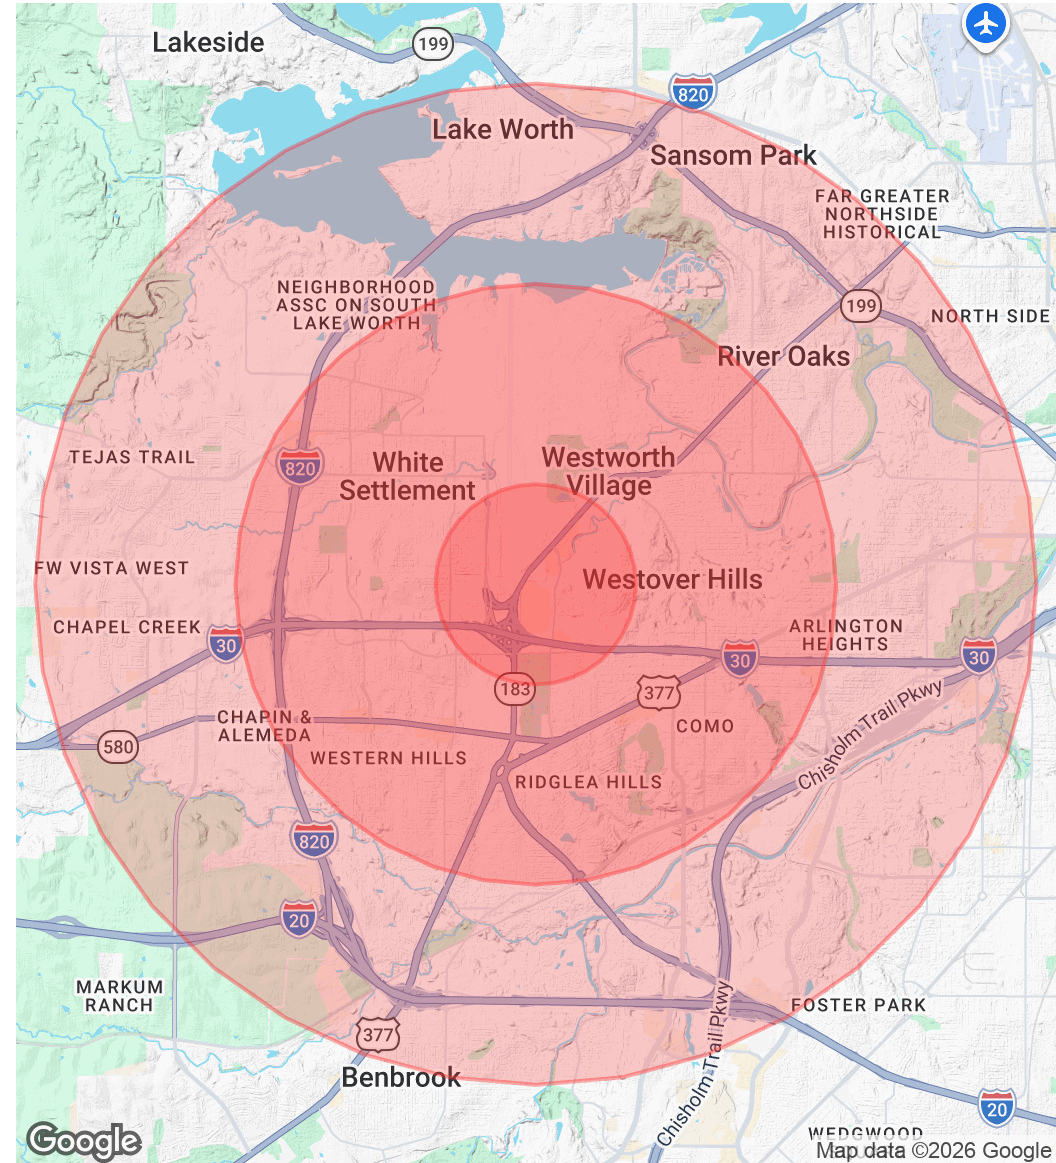 Lakeside
199
820
Lake Worth
Sansom Park
FAR GREATER
NORTHSIDE
HISTORICAL
NEIGHBORHOOD
ASSC ON SOUTH
LAKE WORTH
199
NORTH SIDE
River Oaks
TEJAS TRAIL
820
White
Settlement
Westworth
Village
FW VISTA WEST
Westover Hills
CHAPEL CREEK
30
ARLINGTON
HEIGHTS
30
30
183
377
CHAPIN &
ALEMEDA
580
COMO
Chisholm Trail Pkwy
WESTERN HILLS
RIDGLEA HILLS
820
20
MARKUM
RANCH
377
FOSTER PARK
Chisholm Trail Pkwy
Benbrook
20
WEDGWOOD
Google
Map data ©2026 Google